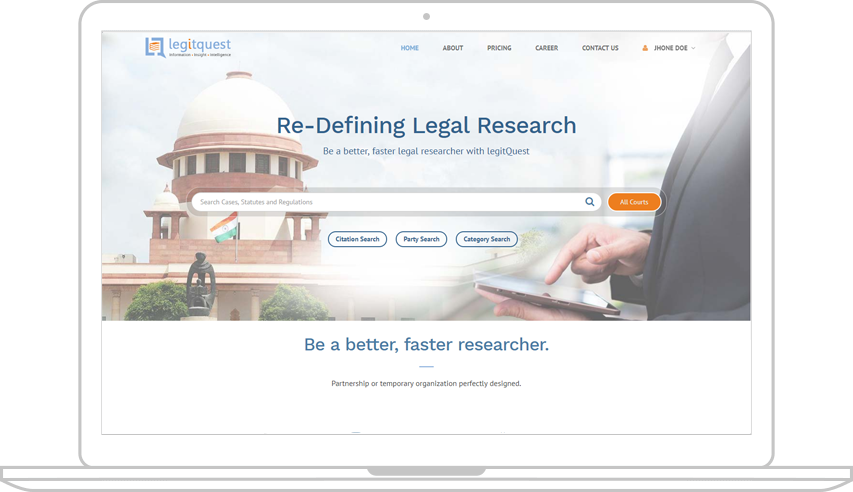 legitquest
Information • Insight • Intelligence
HOME
ABOUT
PRICING
CAREER
CONTACT US
JHONE DOE
Re-Defining Legal Research
Be a better, faster legal researcher with legitQuest
Search Cases, Statutes and Regulations
All Courts
Citation Search
Party Search
Category Search
Be a better, faster researcher.
Partnership or temporary organization perfectly designed.